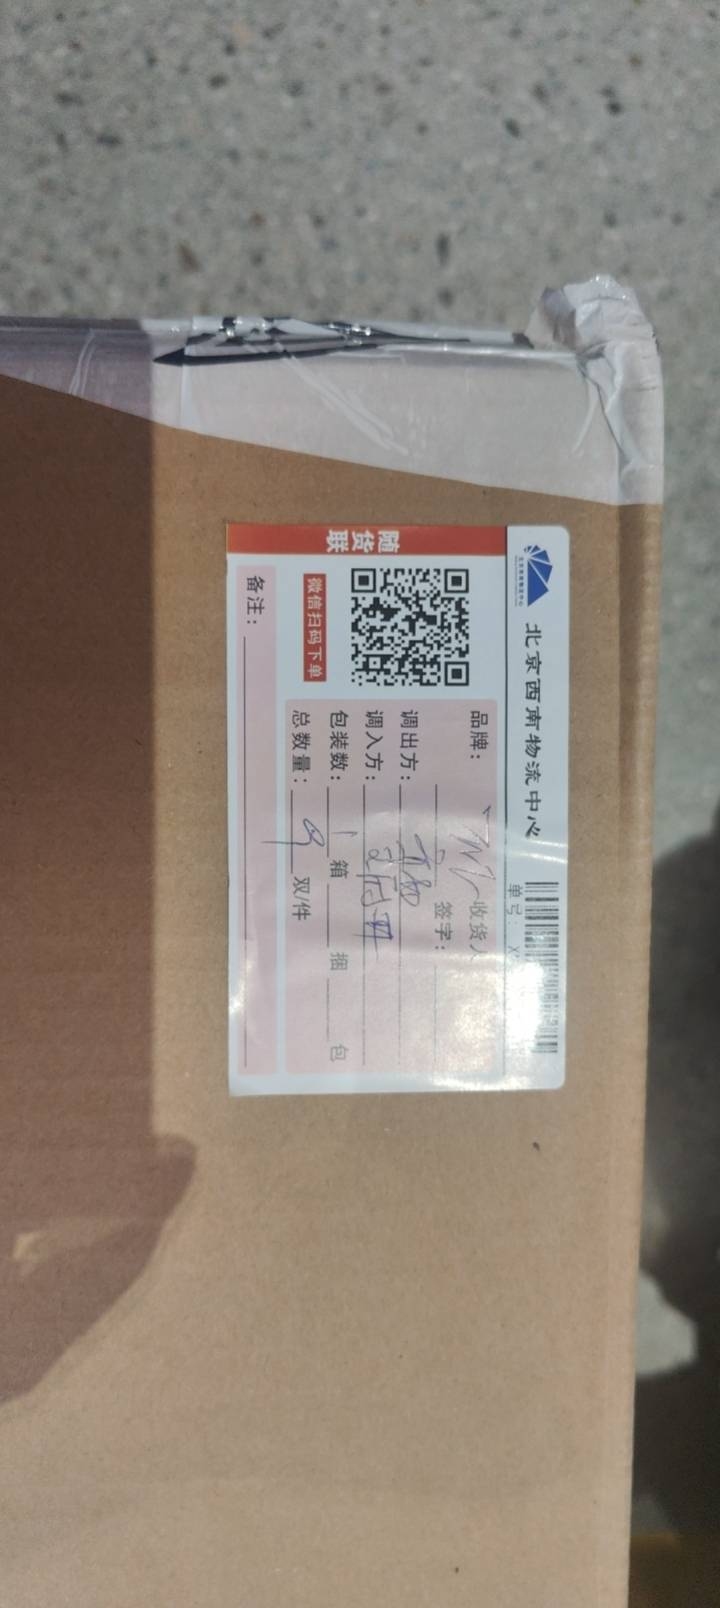 北京西南物流中心
单号: X
随货联
微信扫码下单
品牌:
收货人
签字:
调出方:
调入方:
包装数: 1 箱 捆 包
总数量: 9 双/件
备注: